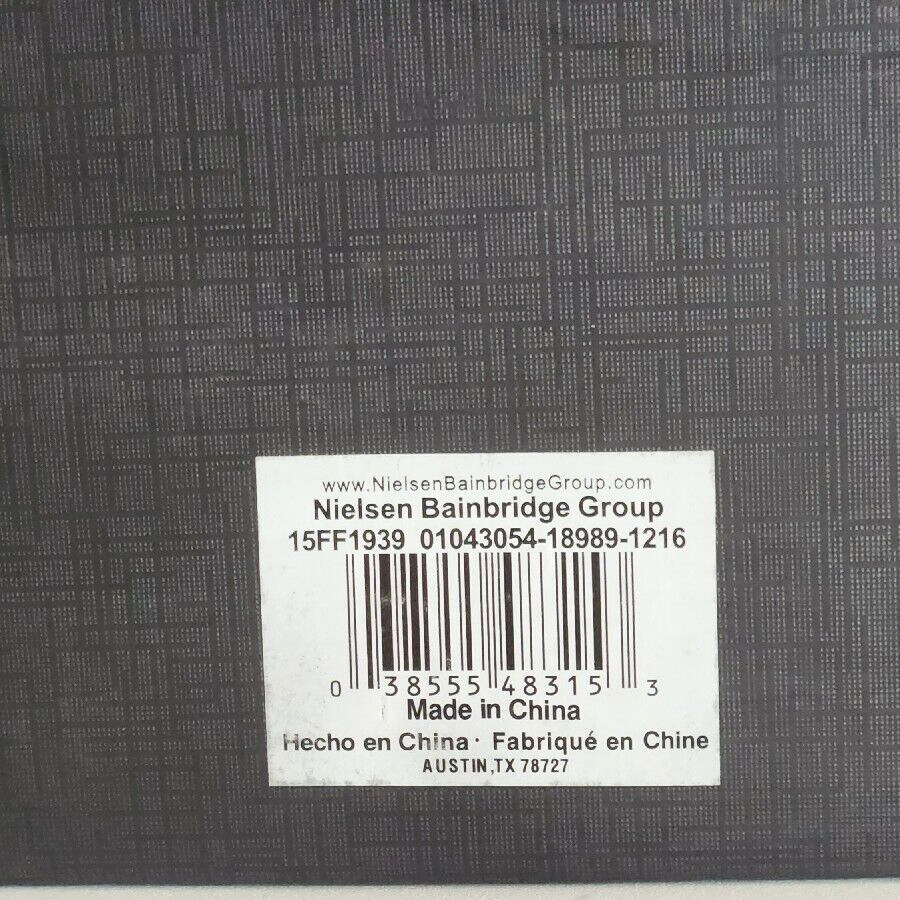 www.NielsenBainbridgeGroup.com
Nielsen Bainbridge Group
15FF1939 01043054-18989-1216
0 38555 48315 3
Made in China
Hecho en China · Fabriqué en Chine
AUSTIN,TX 78727